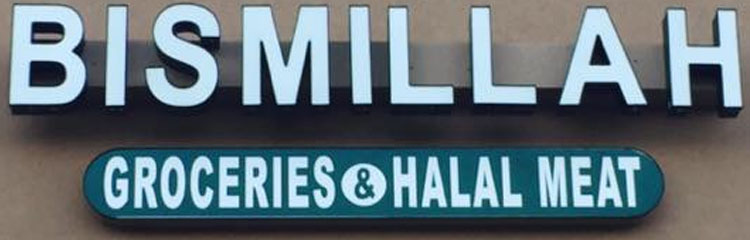 BISMILLAH
GROCERIES & HALAL MEAT